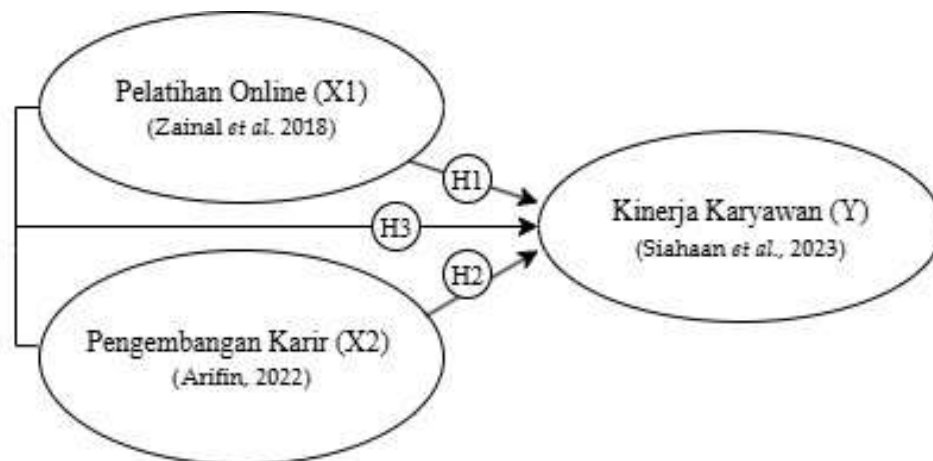 Pelatihan Online (X1)
(Zainal et al. 2018)
H1
Kinerja Karyawan (Y)
(Siahaan et al., 2023)
H3
H2
Pengembangan Karir (X2)
(Arifin, 2022)